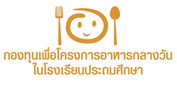 กองทุนเพื่อโครงการอาหารกลางวัน
ในโรงเรียนประถมศึกษา